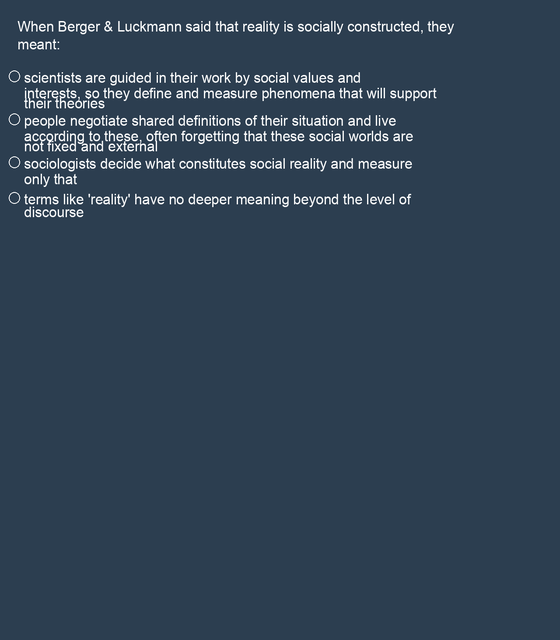 When Berger & Luckmann said that reality is socially constructed, they
meant:
scientists are guided in their work by social values and
interests, so they define and measure phenomena that will support
their theories
people negotiate shared definitions of their situation and live
according to these, often forgetting that these social worlds are
not fixed and external
sociologists decide what constitutes social reality and measure
only that
terms like 'reality' have no deeper meaning beyond the level of
discourse